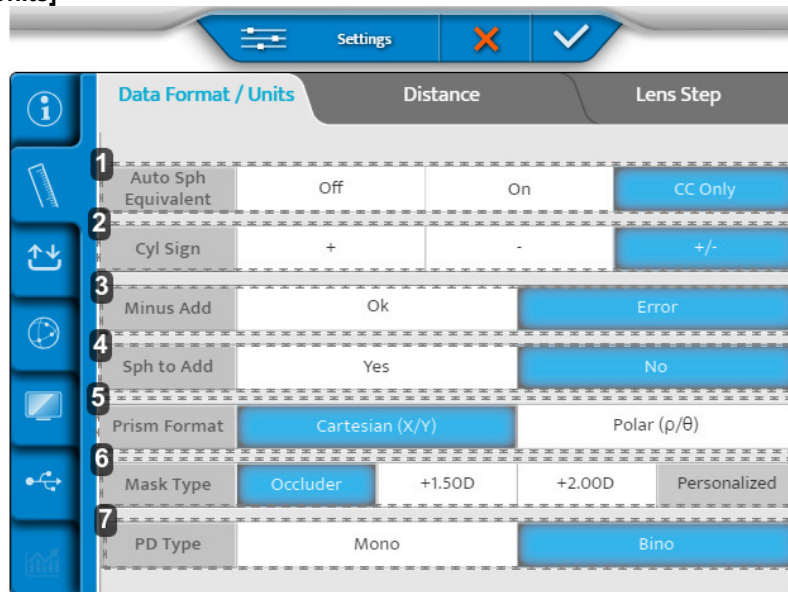 Settings
Data Format / Units Distance Lens Step
1
Auto Sph Equivalent Off On CC Only
2
Cyl Sign + - +/-
3
Minus Add Ok Error
4
Sph to Add Yes No
5
Prism Format Cartesian (X/Y) Polar (ρ/θ)
6
Mask Type Occluder +1.50D +2.00D Personalized
7
PD Type Mono Bino